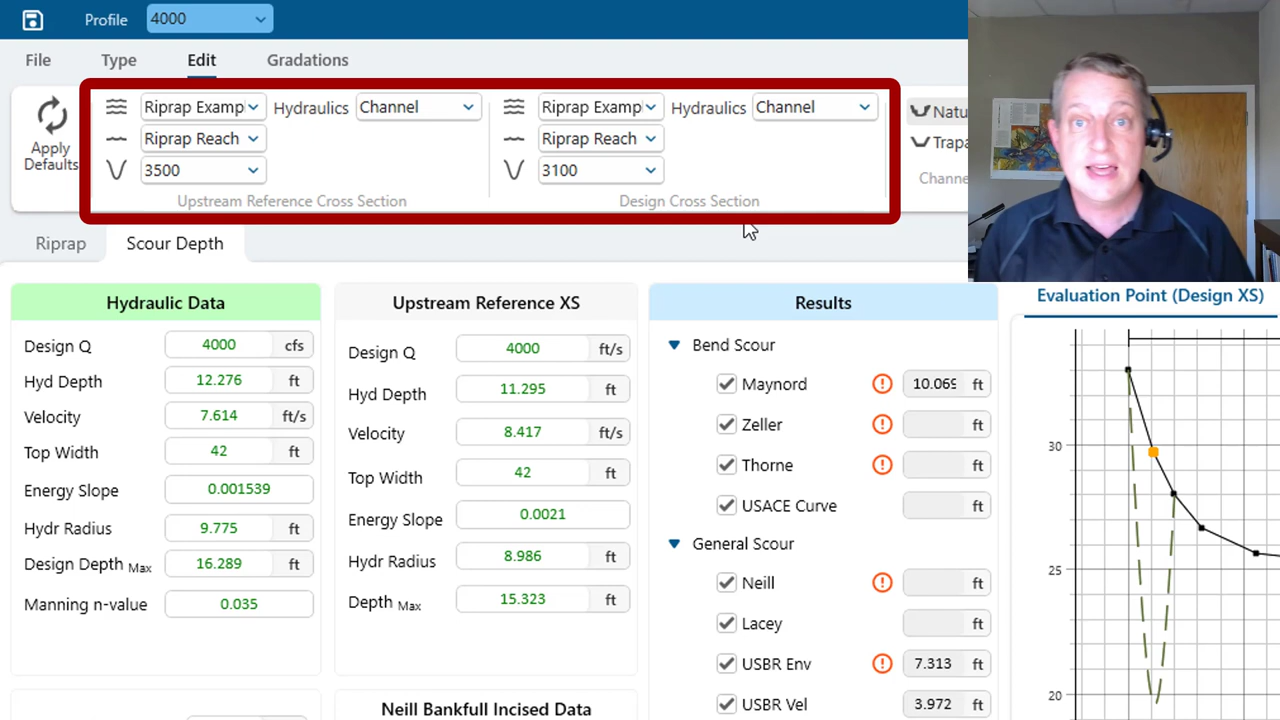 Profile 4000
File Type Edit Gradations
Riprap Examp Hydraulics Channel Riprap Examp Hydraulics Channel Natu
Apply Defaults Riprap Reach Riprap Reach Trapa
3500 3100
Upstream Reference Cross Section Design Cross Section Channe
Riprap Scour Depth
Hydraulic Data
Design Q 4000 cfs
Hyd Depth 12.276 ft
Velocity 7.614 ft/s
Top Width 42 ft
Energy Slope 0.001539
Hydr Radius 9.775 ft
Design Depth Max 16.289 ft
Manning n-value 0.035
Upstream Reference XS
Design Q 4000 ft/s
Hyd Depth 11.295 ft
Velocity 8.417 ft/s
Top Width 42 ft
Energy Slope 0.0021
Hydr Radius 8.986 ft
Depth Max 15.323 ft
Neill Bankfull Incised Data
Results
Bend Scour
Maynord 10.069 ft
Zeller ft
Thorne ft
USACE Curve ft
General Scour
Neill ft
Lacey ft
USBR Env 7.313 ft
USBR Vel 3.972 ft
Evaluation Point (Design XS)
30
25
20